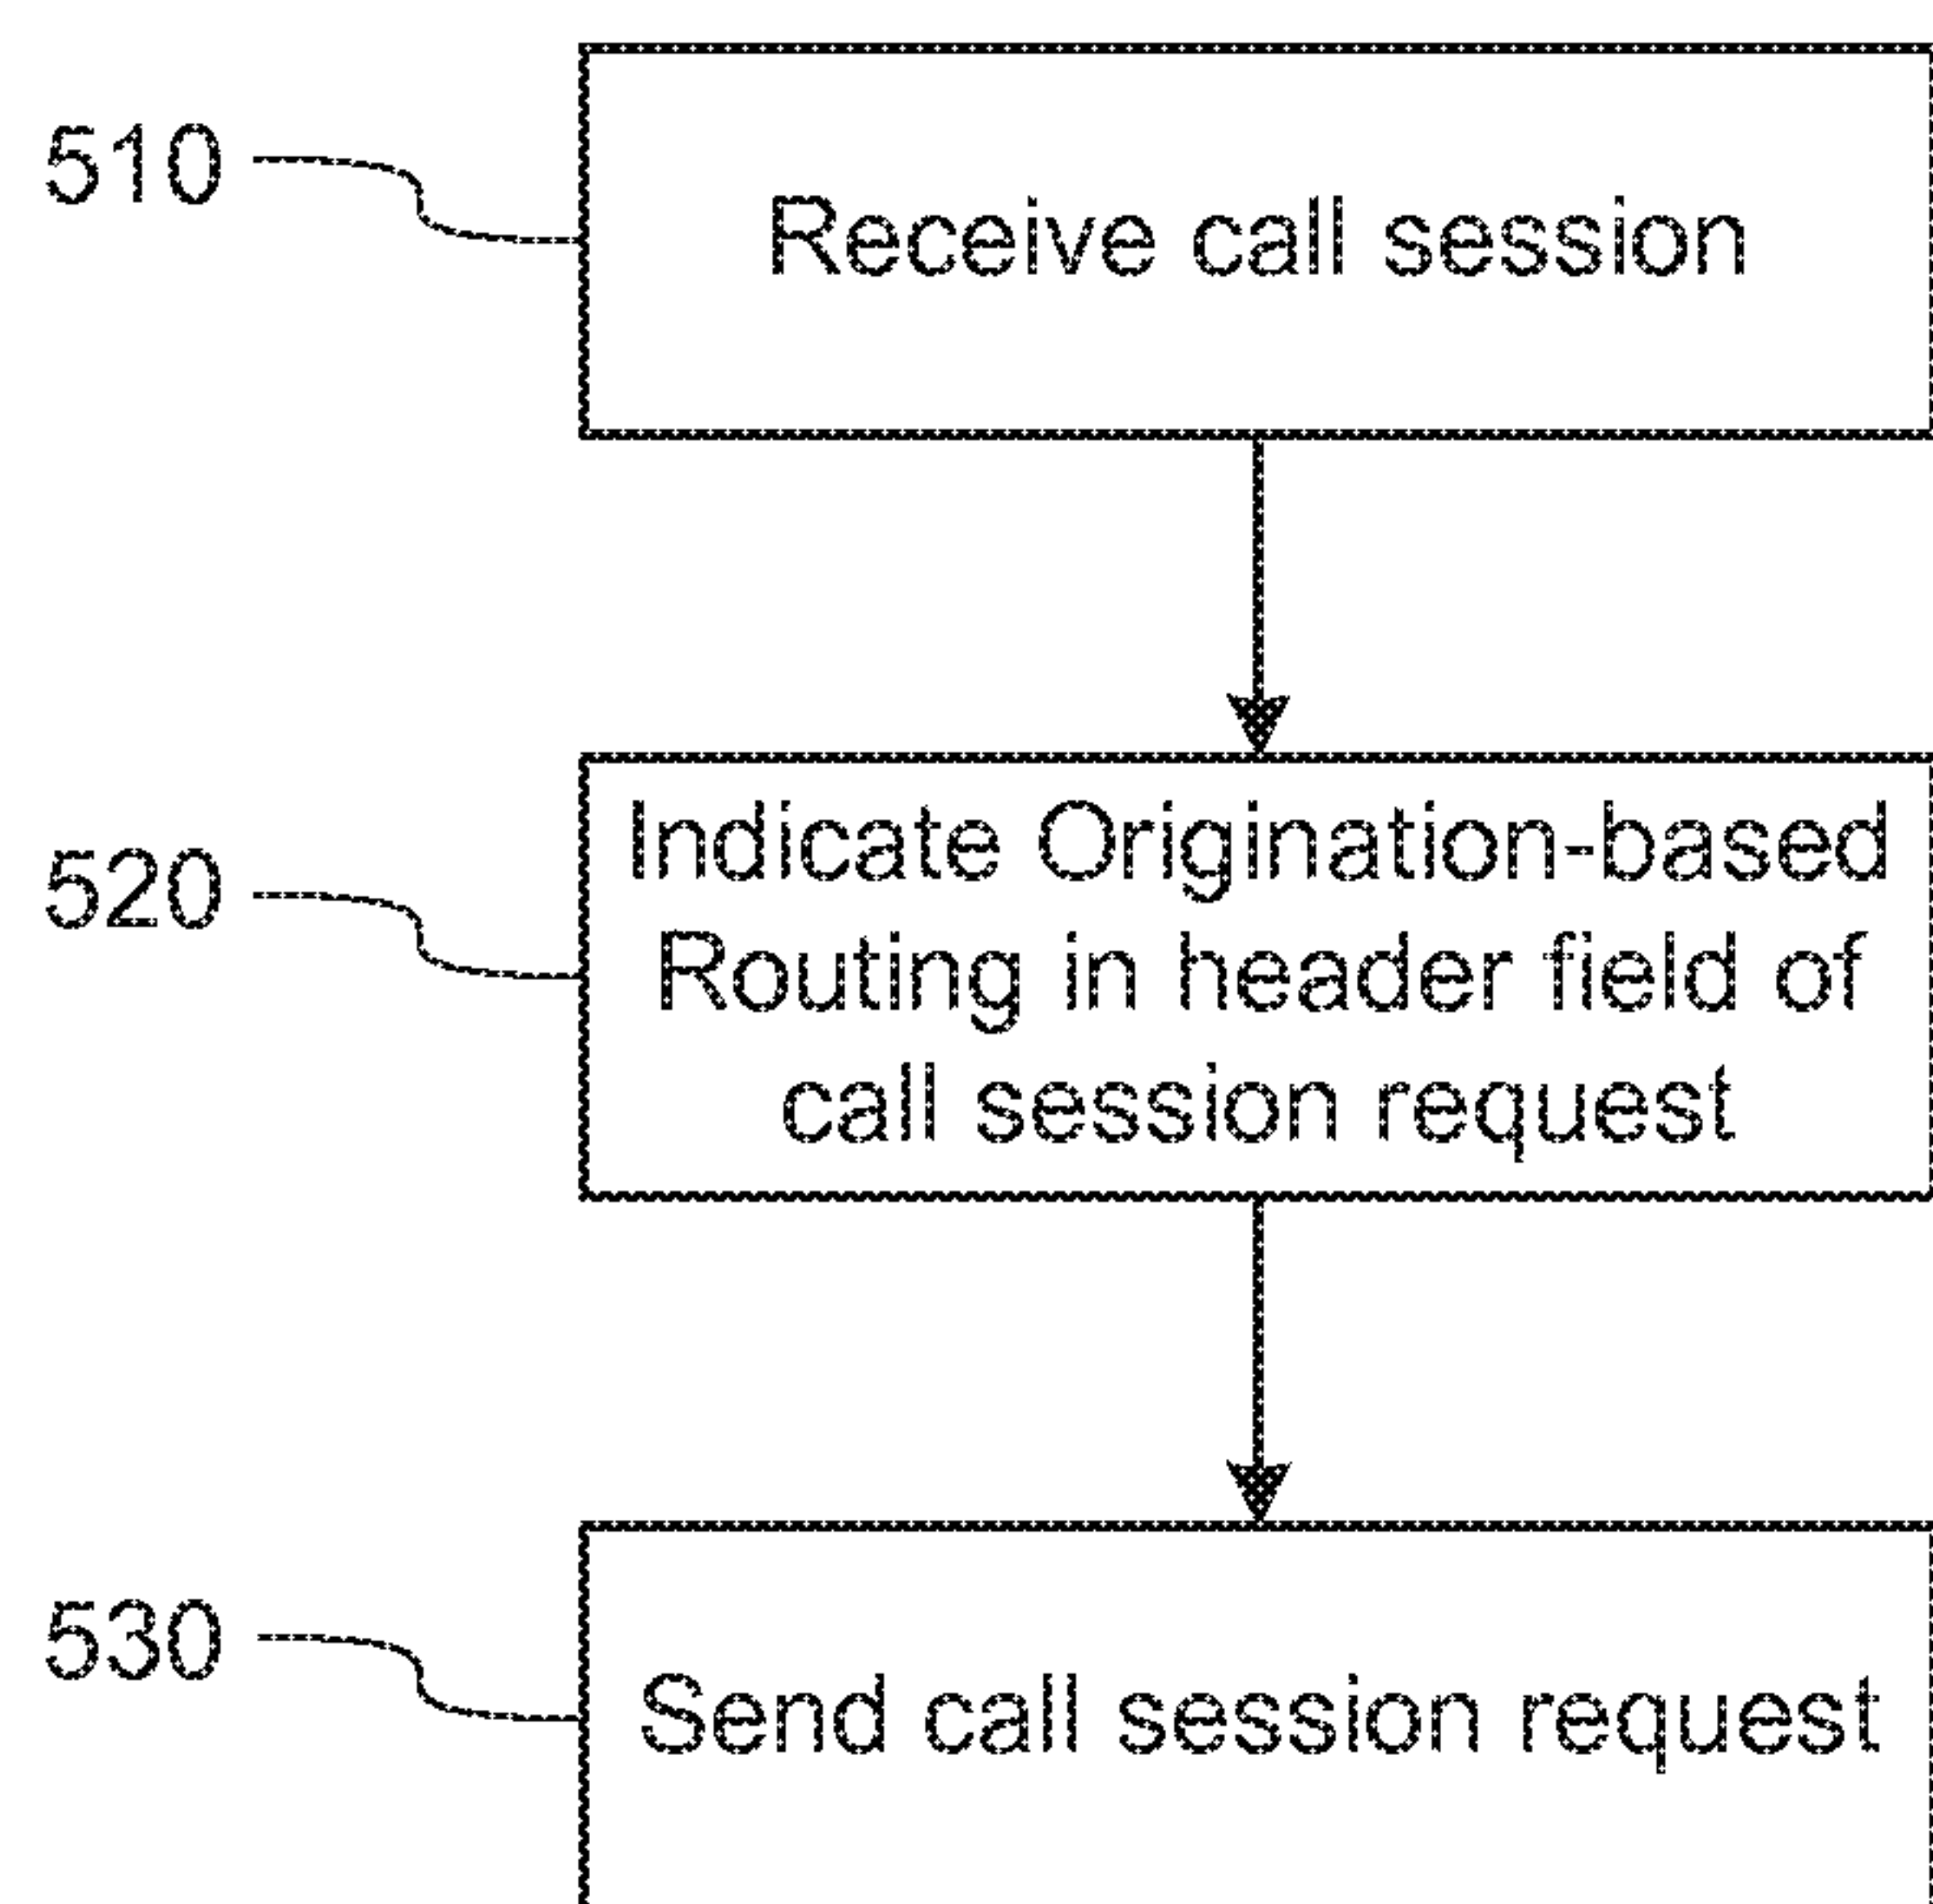 510
Receive call session
520
Indicate Origination-based
Routing in header field of
call session request
530
Send call session request